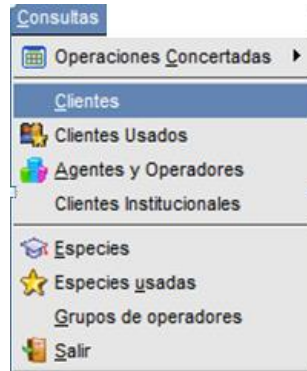 Consultas
Operaciones Concertadas
Clientes
Clientes Usados
Agentes y Operadores
Clientes Institucionales
Especies
Especies usadas
Grupos de operadores
Salir